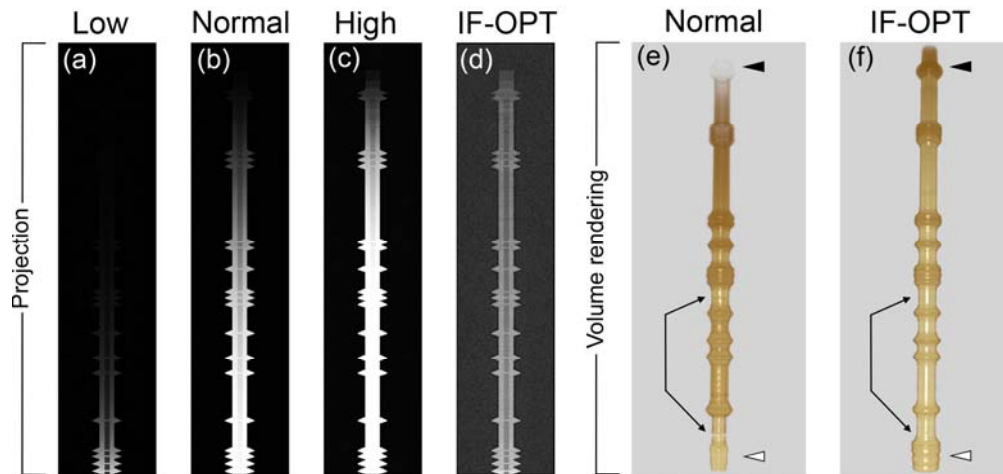 Low Normal High IF-OPT Normal IF-OPT
(a) (b) (c) (d) (e) (f)
Projection
Volume rendering